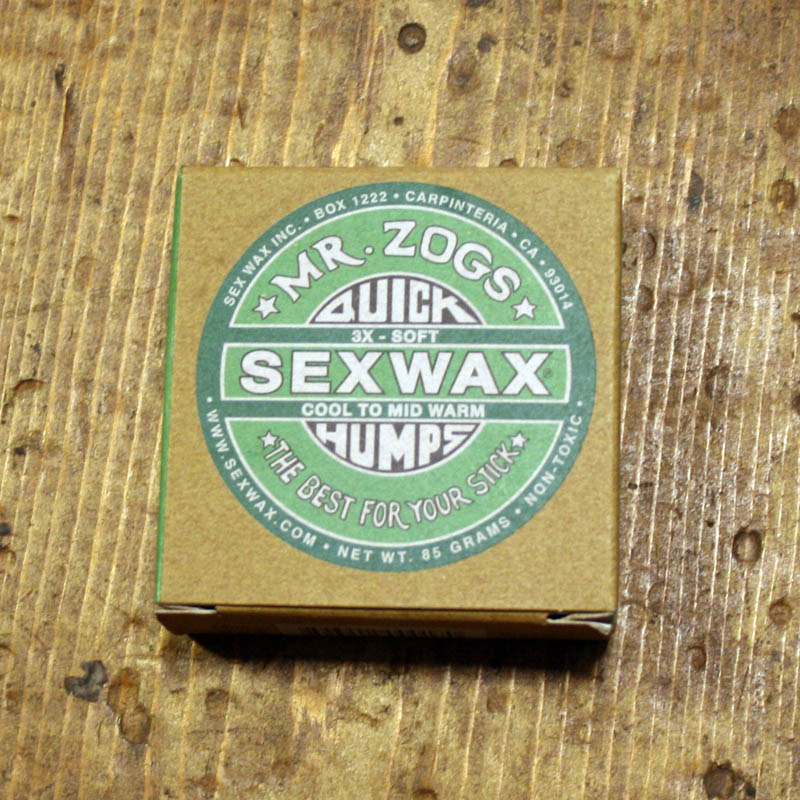 SEX WAX INC. • BOX 1222 • CARPINTERIA • CA • 93014
MR. ZOGS
QUICK
3X - SOFT
SEXWAX®
COOL TO MID WARM
HUMPS
THE BEST FOR YOUR STICK
• WWW.SEXWAX.COM • NET WT. 85 GRAMS • NON-TOXIC •